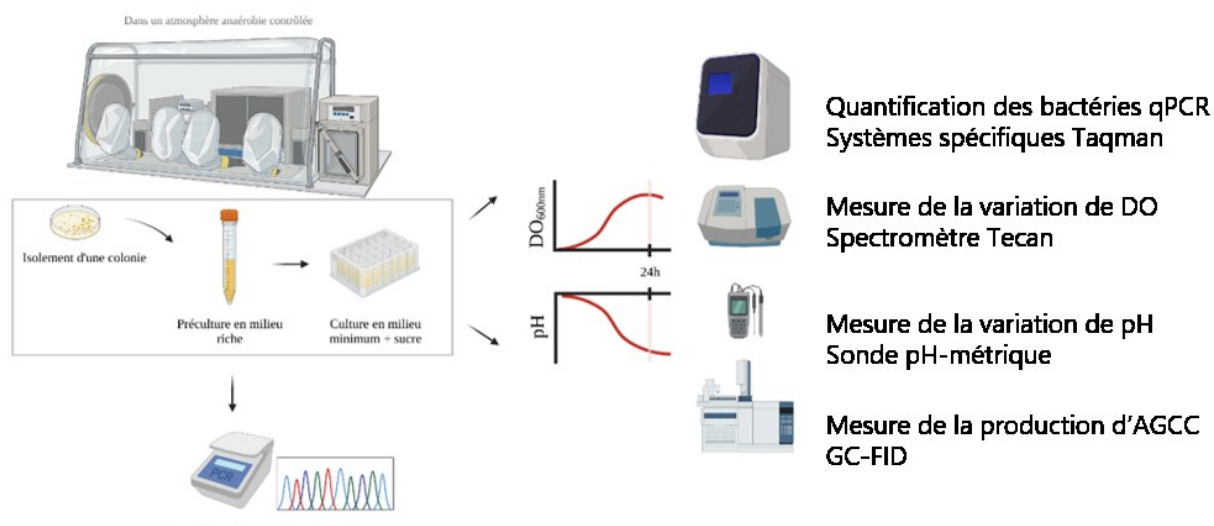 Dans un atmosphère anaérobie contrôlée
Isolement d'une colonie
Préculture en milieu
riche
Culture en milieu
minimum + sucre
PCR
DO600nm
24h
pH
Quantification des bactéries qPCR
Systèmes spécifiques Taqman
Mesure de la variation de DO
Spectromètre Tecan
Mesure de la variation de pH
Sonde pH-métrique
Mesure de la production d’AGCC
GC-FID